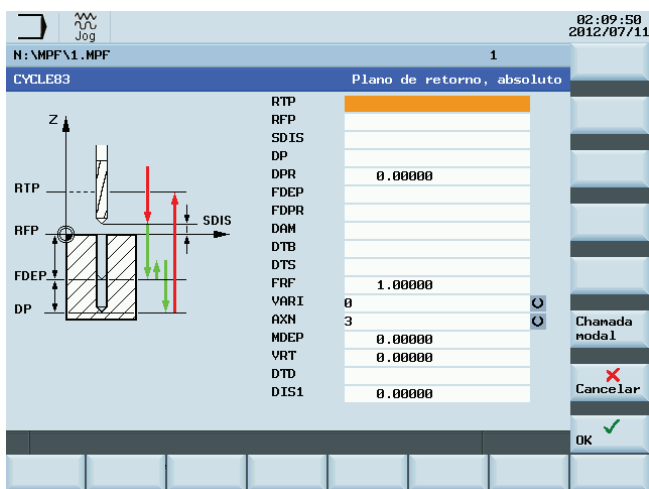 Jog
02:09:50
2012/07/11
N:\MPF\1.MPF 1
CYCLE83 Plano de retorno, absoluto
RTP
RFP
SDIS
DP
DPR 0.00000
FDEP
FDPR
DAM
DTB
DTS
FRF 1.00000
VARI 0
AXN 3
MDEP 0.00000
VRT 0.00000
DTD
DIS1 0.00000
Z
RTP
SDIS
RFP
FDEP
DP
Chamada
modal
Cancelar
OK